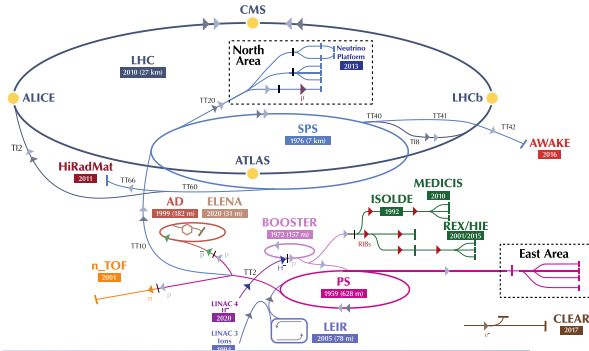 CMS
North
Area
Neutrino
Platform
2013
LHC
2010 (27 km)
p
ALICE
TT20
LHCb
TT40
TT41
SPS
1976 (7 km)
TI8
TT42
AWAKE
2016
TI2
ATLAS
HiRadMat
2011
TT66
TT60
MEDICIS
2010
ISOLDE
1992
AD
1999 (182 m)
ELENA
2020 (31 m)
BOOSTER
1972 (157 m)
REX/HIE
2001/2015
RIBs
TT10
p
p
East Area
n_TOF
2001
TT2
H-
p
PS
1959 (628 m)
n
p
LINAC 4
H-
2020
LINAC 3
Ions
1994
LEIR
2005 (78 m)
CLEAR
2017
e-